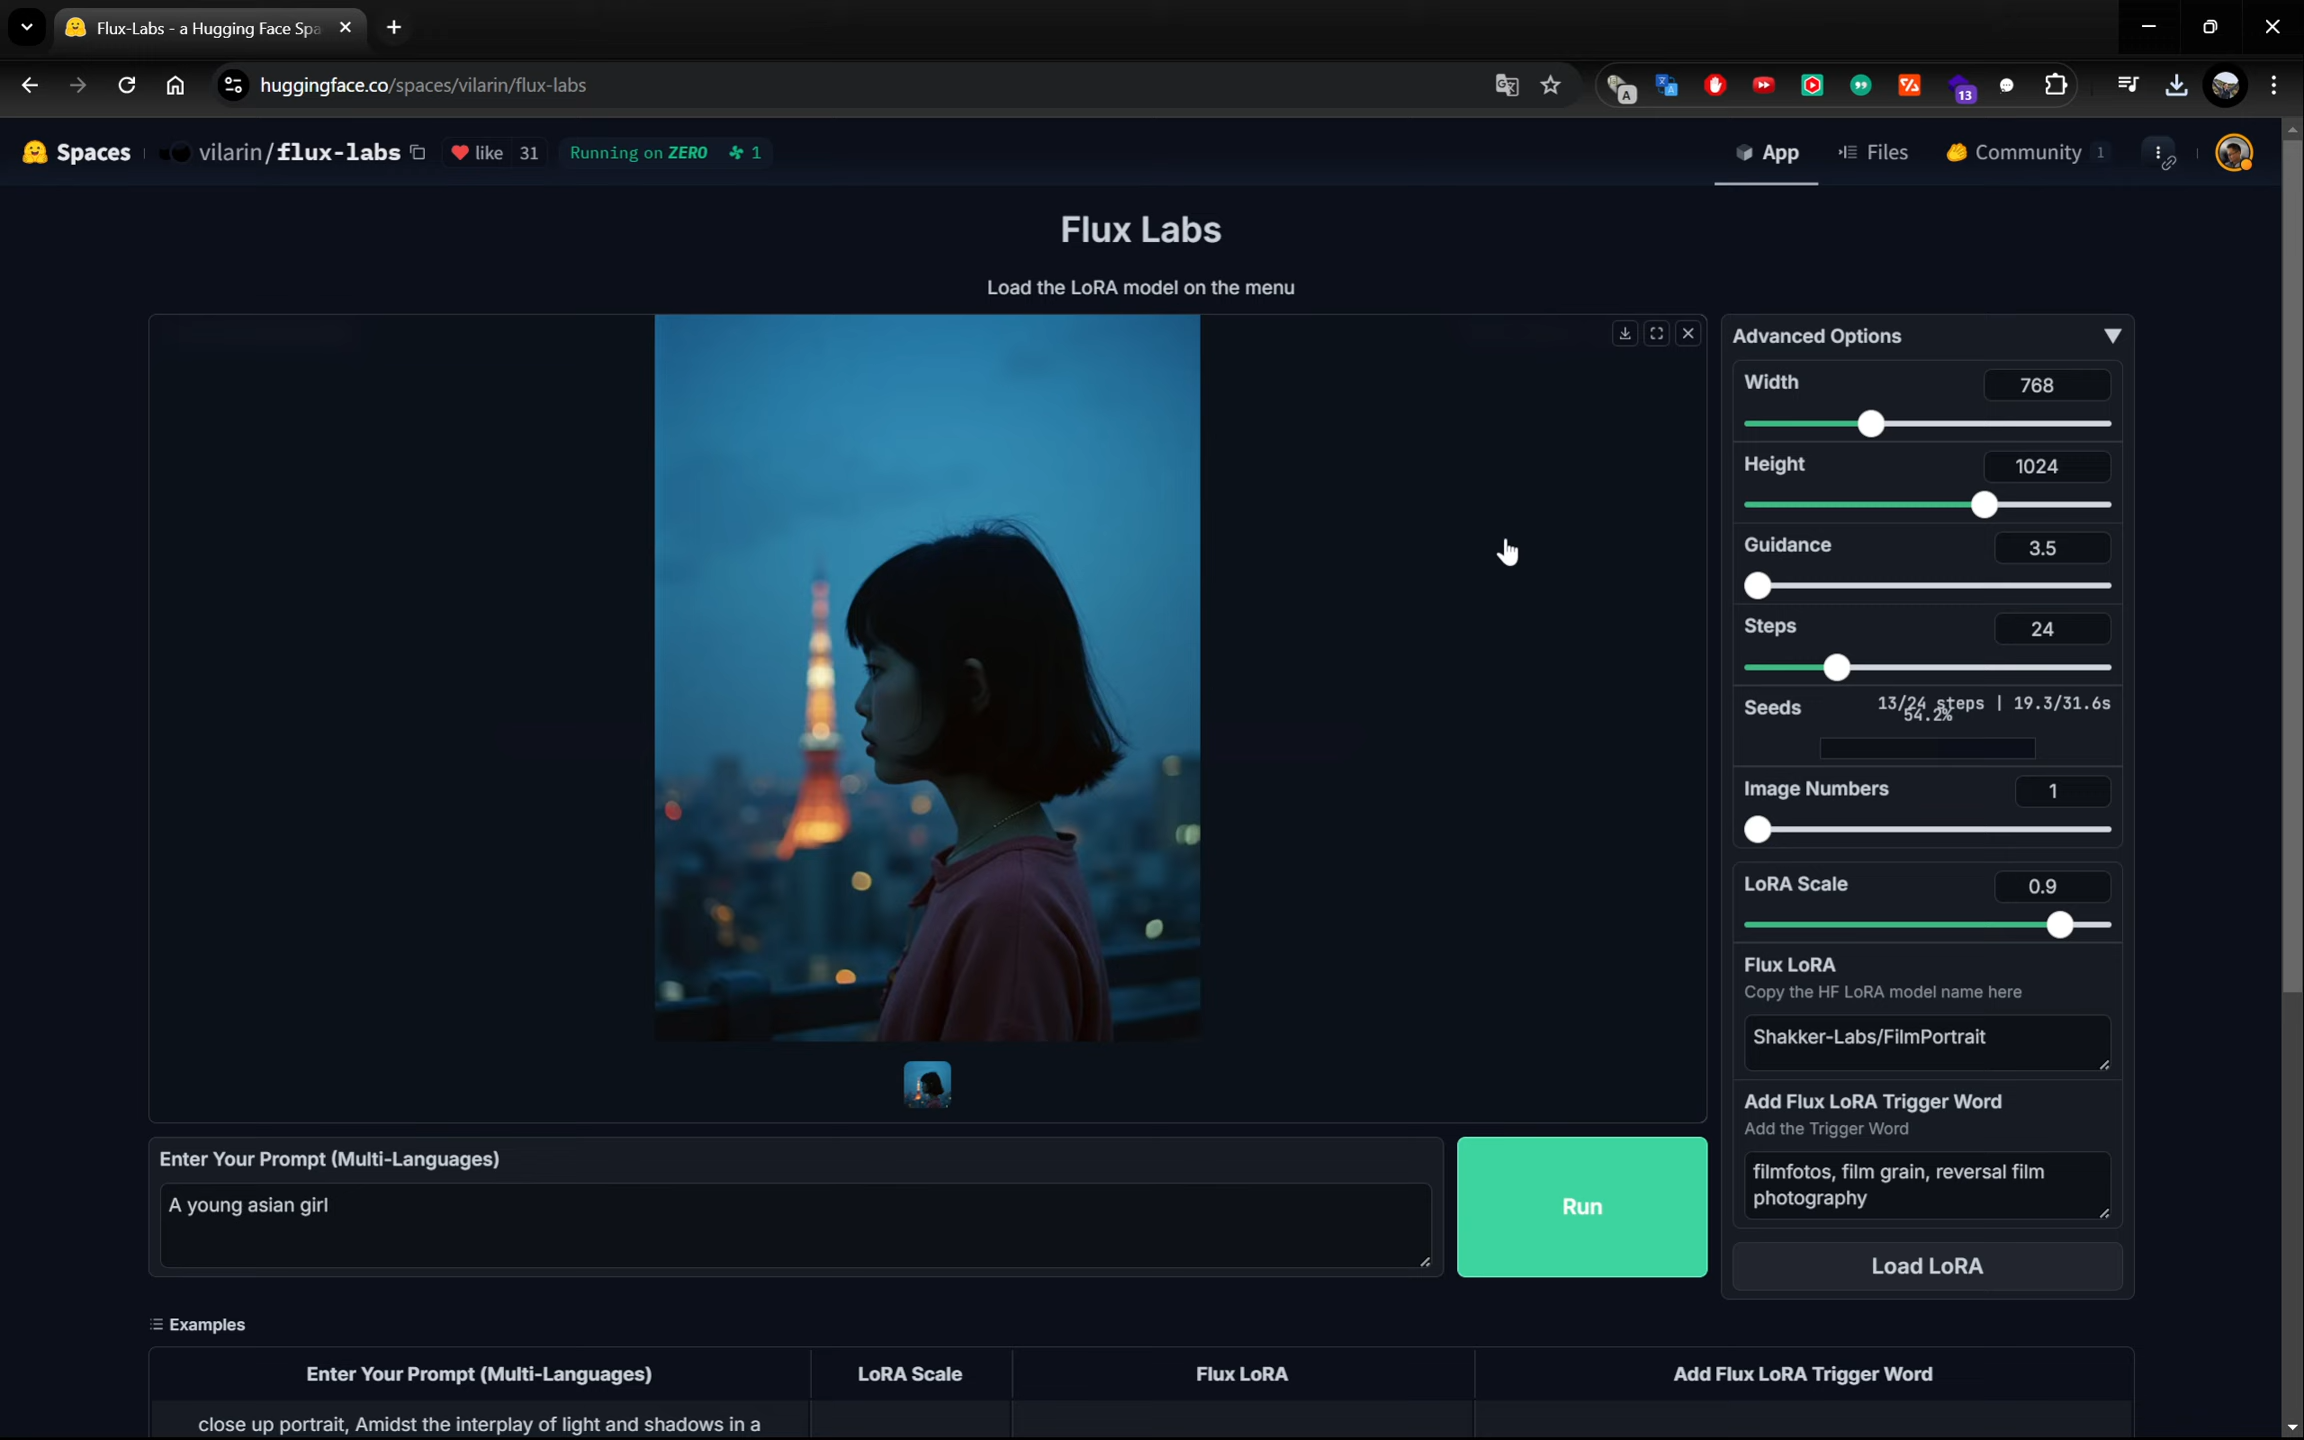 Flux-Labs - a Hugging Face Spa
huggingface.co/spaces/vilarin/flux-labs
A
13
Spaces
vilarin/flux-labs
like 31
Running on ZERO 1
App
Files
Community 1
Flux Labs
Load the LoRA model on the menu
Advanced Options
Width 768
Height 1024
Guidance 3.5
Steps 24
Seeds 13/24 steps | 19.3/31.6s
54.2%
Image Numbers 1
LoRA Scale 0.9
Flux LoRA
Copy the HF LoRA model name here
Shakker-Labs/FilmPortrait
Add Flux LoRA Trigger Word
Add the Trigger Word
filmfotos, film grain, reversal film
photography
Load LoRA
Enter Your Prompt (Multi-Languages)
A young asian girl
Run
Examples
Enter Your Prompt (Multi-Languages) LoRA Scale Flux LoRA Add Flux LoRA Trigger Word
close up portrait, Amidst the interplay of light and shadows in a